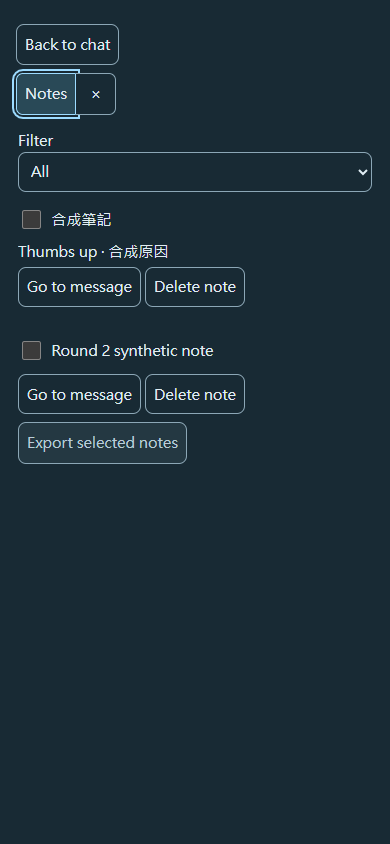 Back to chat
Notes ×
Filter
All
合成筆記
Thumbs up · 合成原因
Go to message Delete note
Round 2 synthetic note
Go to message Delete note
Export selected notes